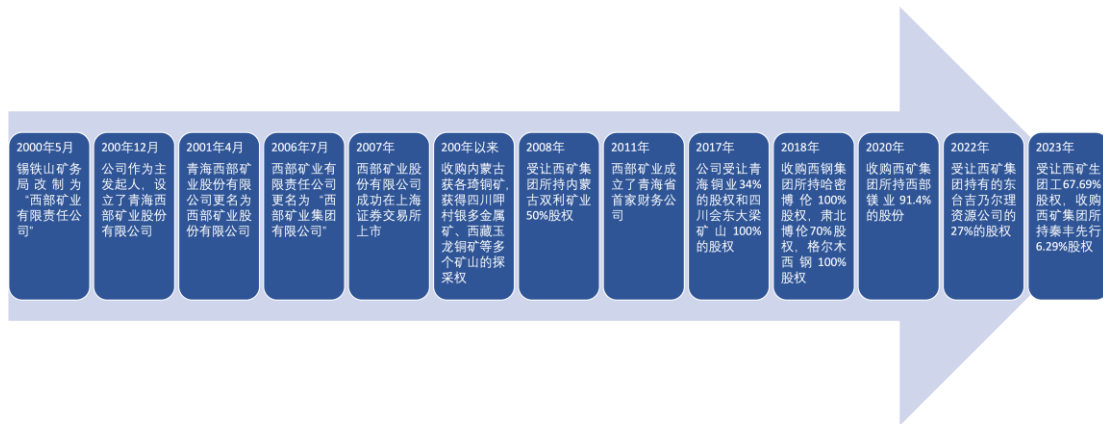 2000年5月
锡铁山矿务
局改制为
“西部矿业
有限责任公
司”
200年12月
公司作为主
发起人，设
立了青海西
部矿业股份
有限公司
2001年4月
青海西部矿
业股份有限
公司更名为
西部矿业股
份有限公司
2006年7月
西部矿业有
限责任公司
更名为“西
部矿业集团
有限公司”
2007年
西部矿业股
份有限公司
成功在上海
证券交易所
上市
200年以来
收购内蒙古
获各琦铜矿，
获得四川呷
村银多金属
矿、西藏玉
龙铜矿等多
个矿山的探
采权
2008年
受让西矿集
团所持内蒙
古双利矿业
50%股权
2011年
西部矿业成
立了青海省
首家财务公
司
2017年
公司受让青
海铜业34%
的股权和四
川会东大梁
矿山100%
的股权
2018年
收购西钢集
团所持哈密
博伦100%
股权，肃北
博伦70%股
权，格尔木
西钢100%
股权
2020年
收购西矿集
团所持西部
镁业91.4%
的股份
2022年
受让西矿集
团持有的东
台吉乃尔锂
资源公司的
27%的股权
2023年
受让西矿生
团工67.69%
股权，收购
西矿集团所
持秦丰先行
6.29%股权